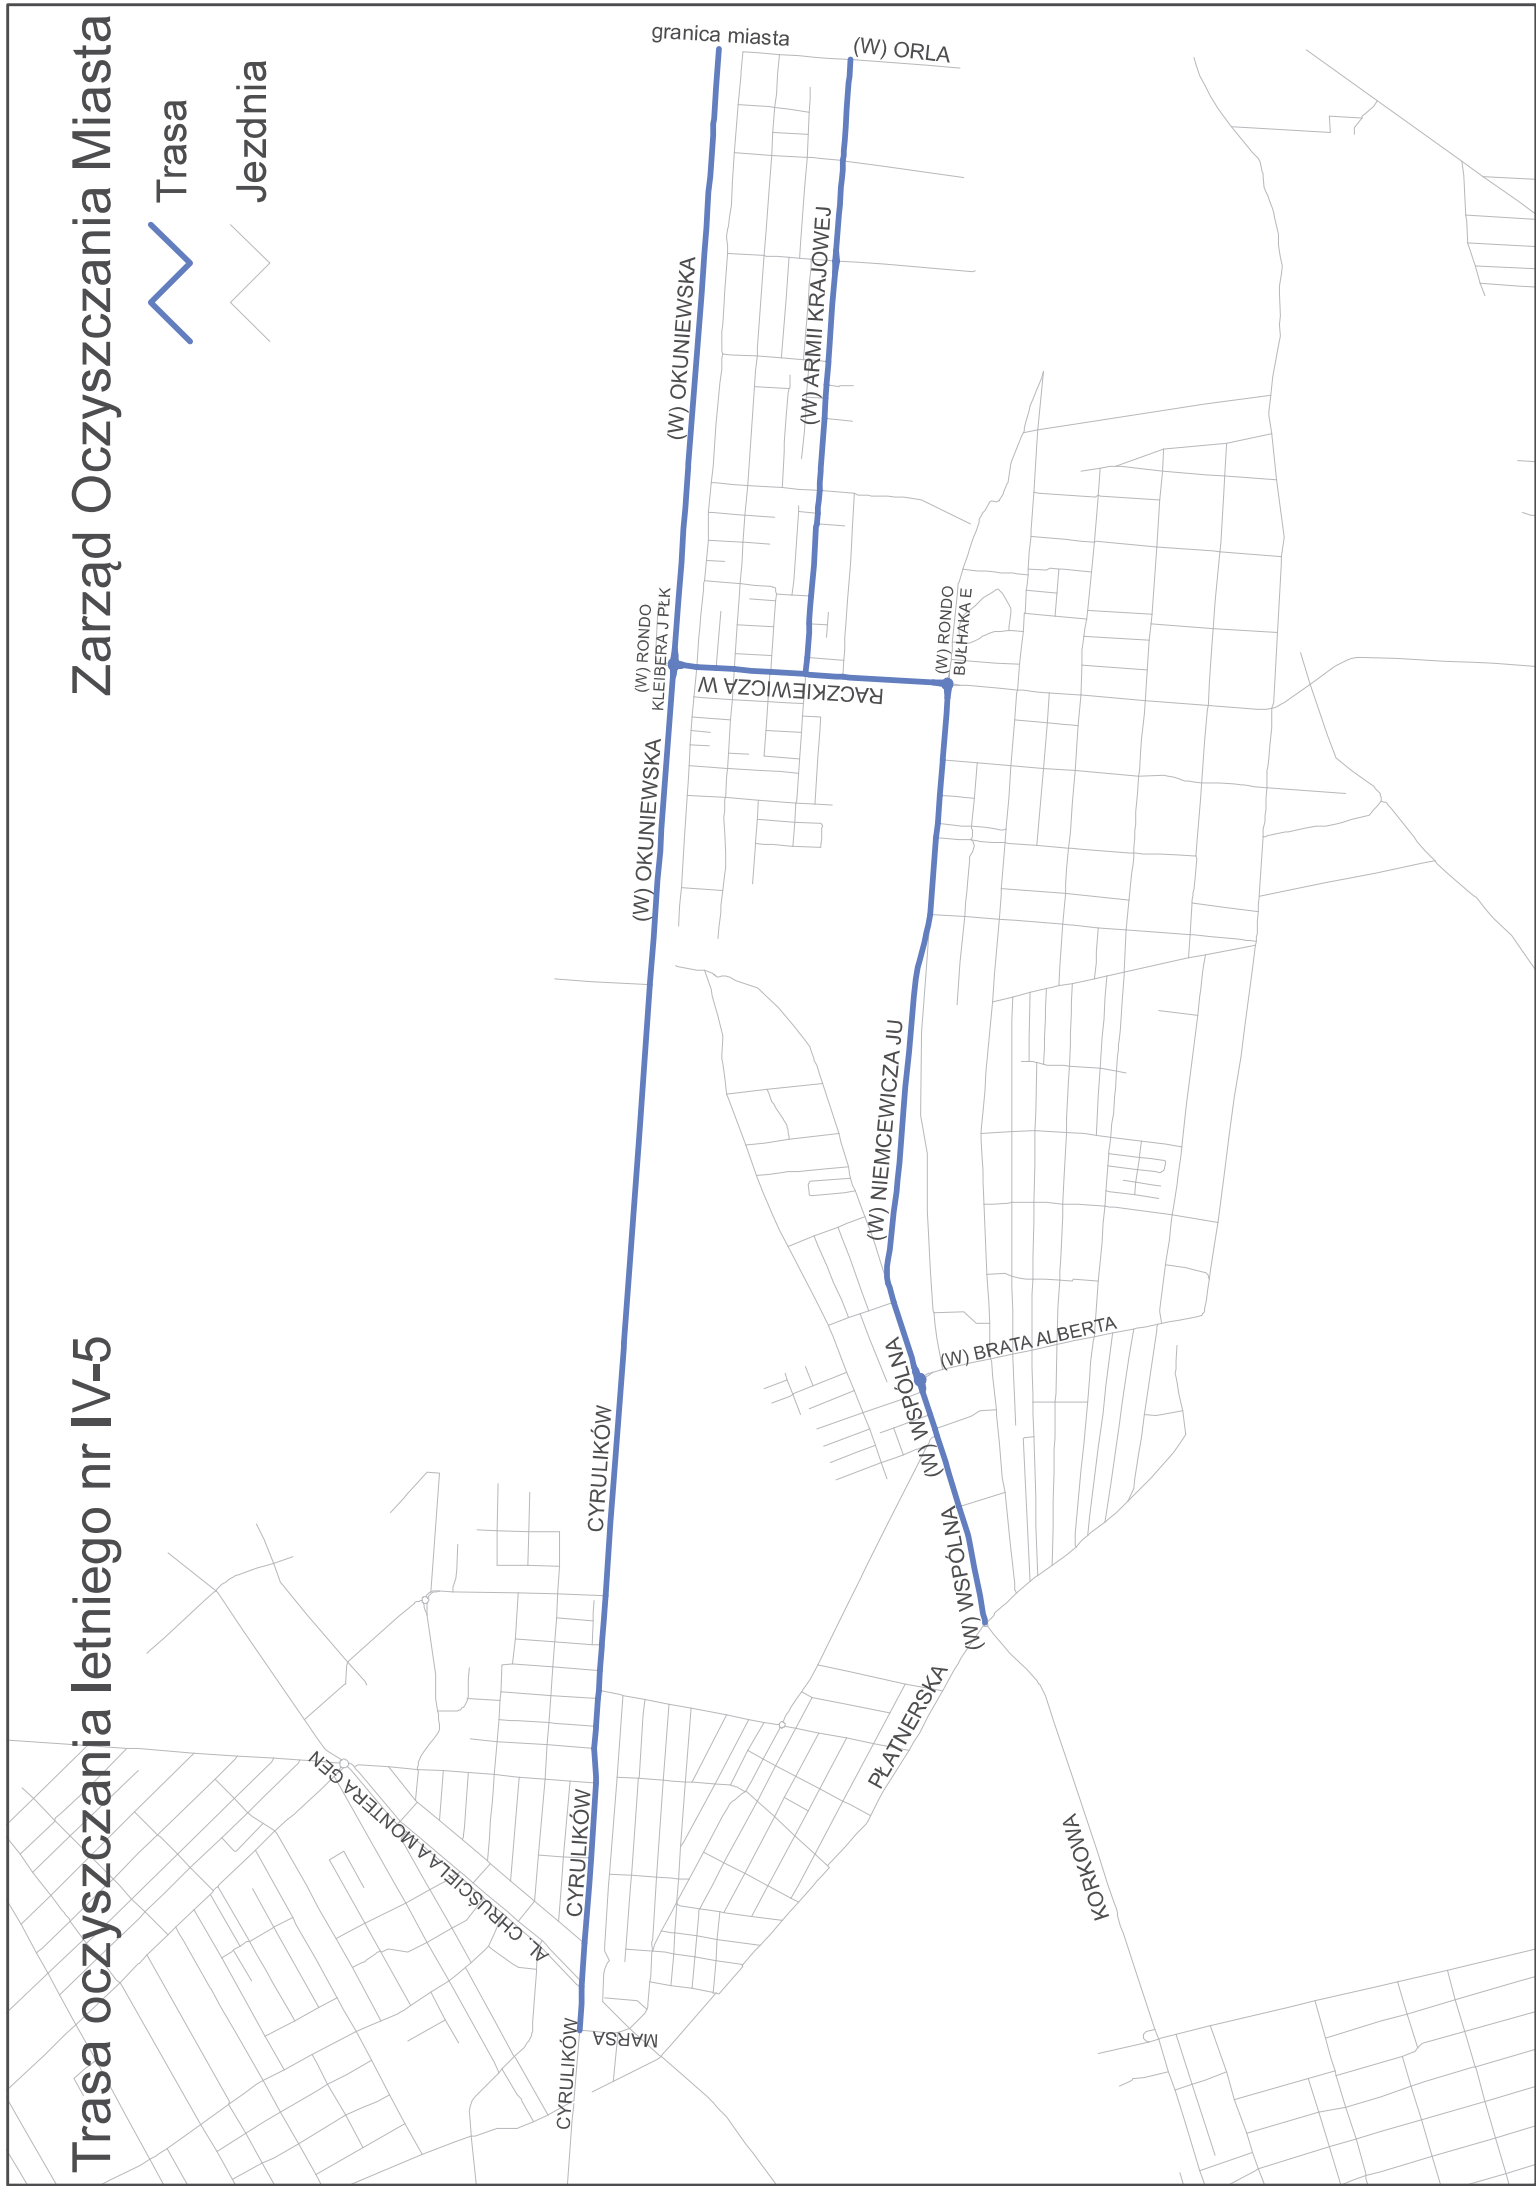 Trasa oczyszczania letniego nr IV-5
Zarząd Oczyszczania Miasta
Trasa
Jezdnia
AL. CHRUŚCIELA MONTERA GEN
CYRULIKÓW
CYRULIKÓW
CYRULIKÓW
(W) OKUNIEWSKA
(W) RONDO
KLEIBERA J PŁK
(W) OKUNIEWSKA
granica miasta
MARSA
RACZKIEWICZA W
(W) ARMII KRAJOWEJ
(W) ORLA
PŁATNERSKA
(W) WSPÓLNA
(W) WSPÓLNA
(W) NIEMCEWICZA JU
(W) RONDO
BUŁHAKA E
(W) BRATA ALBERTA
KORKOWA